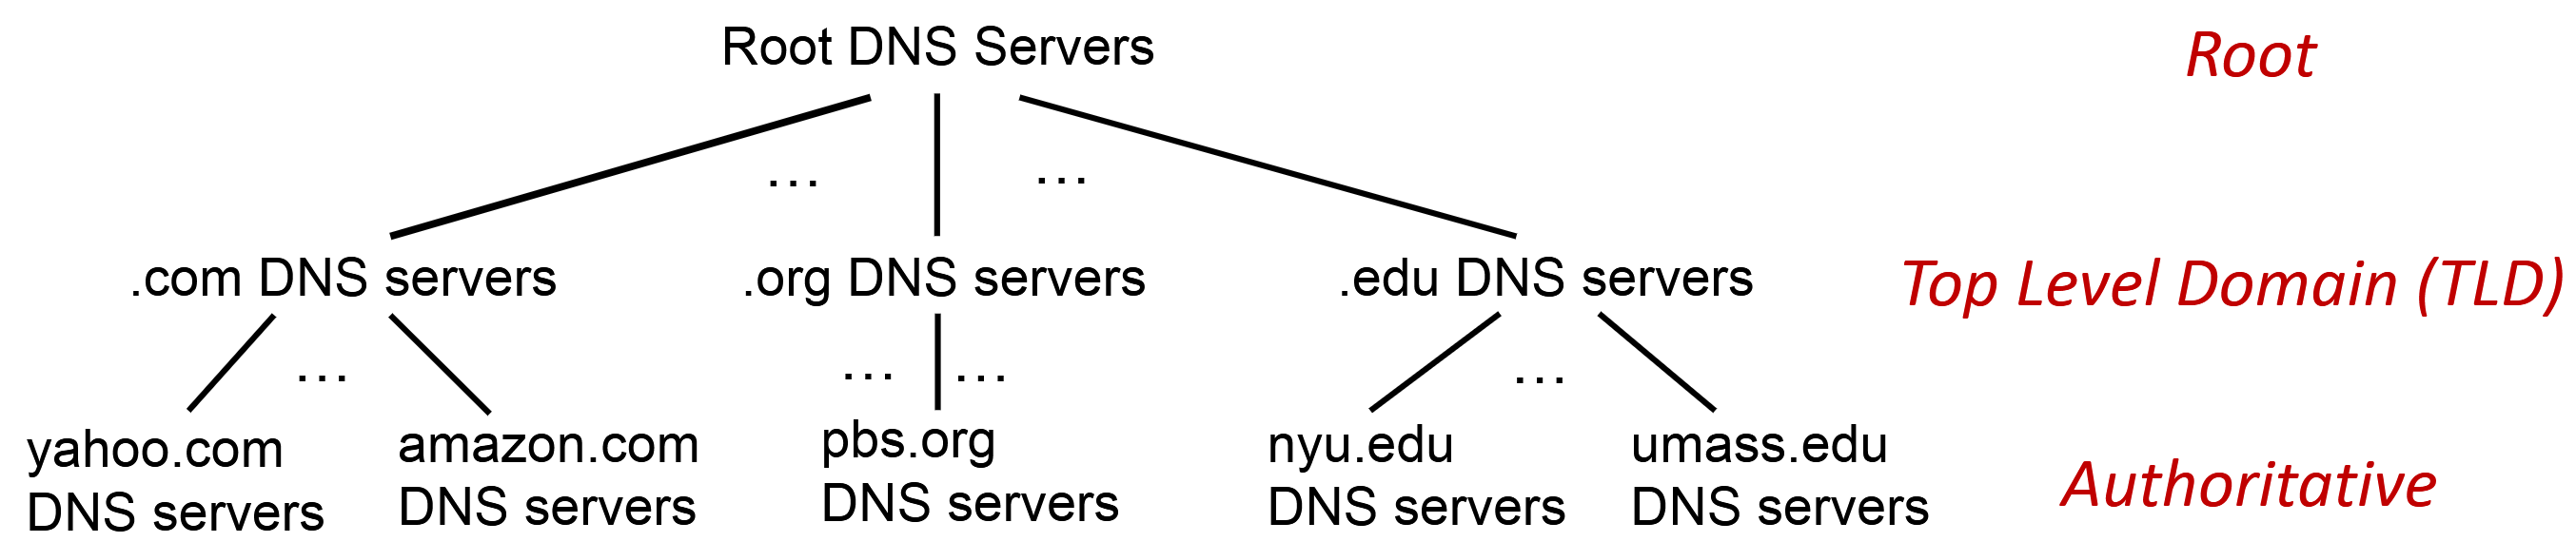 Root DNS Servers
Root
… …
.com DNS servers
.org DNS servers
.edu DNS servers
Top Level Domain (TLD)
… … … …
yahoo.com
DNS servers
amazon.com
DNS servers
pbs.org
DNS servers
nyu.edu
DNS servers
umass.edu
DNS servers
Authoritative